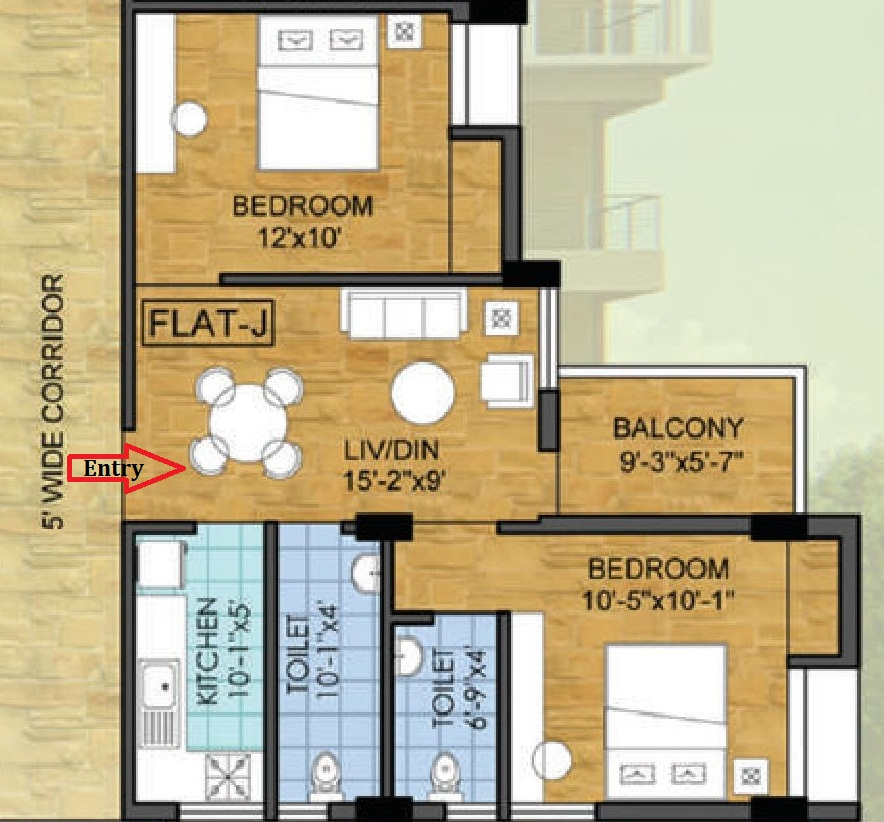 BEDROOM
12'x10'
FLAT-J
5' WIDE CORRIDOR
Entry
LIV/DIN
15'-2"x9'
BALCONY
9'-3"x5'-7"
KITCHEN
10'-1"x5'
TOILET
10'-1"x4'
TOILET
6'-9"x4'
BEDROOM
10'-5"x10'-1"